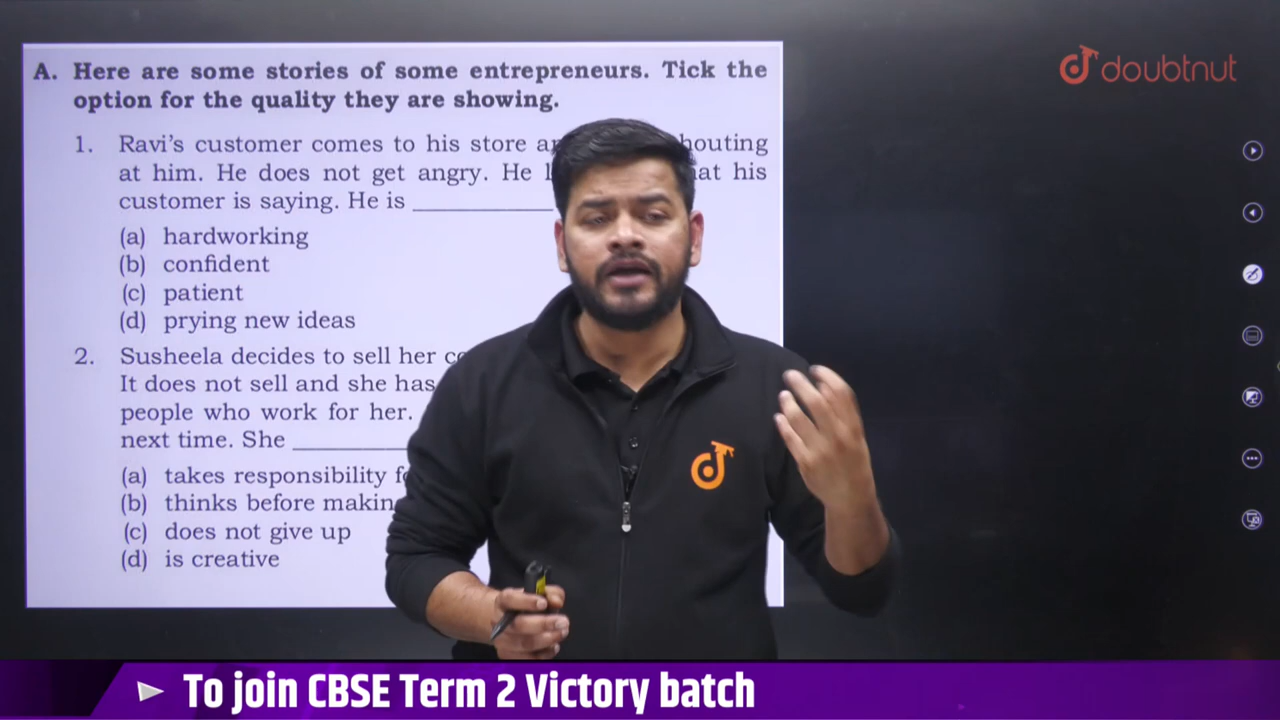 doubtnut
A. Here are some stories of some entrepreneurs. Tick the
option for the quality they are showing.
1. Ravi's customer comes to his store
at him. He does not get angry. He his
customer is saying. He is ____________
(a) hardworking
(b) confident
(c) patient
(d) prying new ideas
2. Susheela decides to sell her
It does not sell and she has
people who work for her.
next time. She __________
(a) takes responsibility
(b) thinks before
(c) does not give up
(d) is creative
To join CBSE Term 2 Victory batch